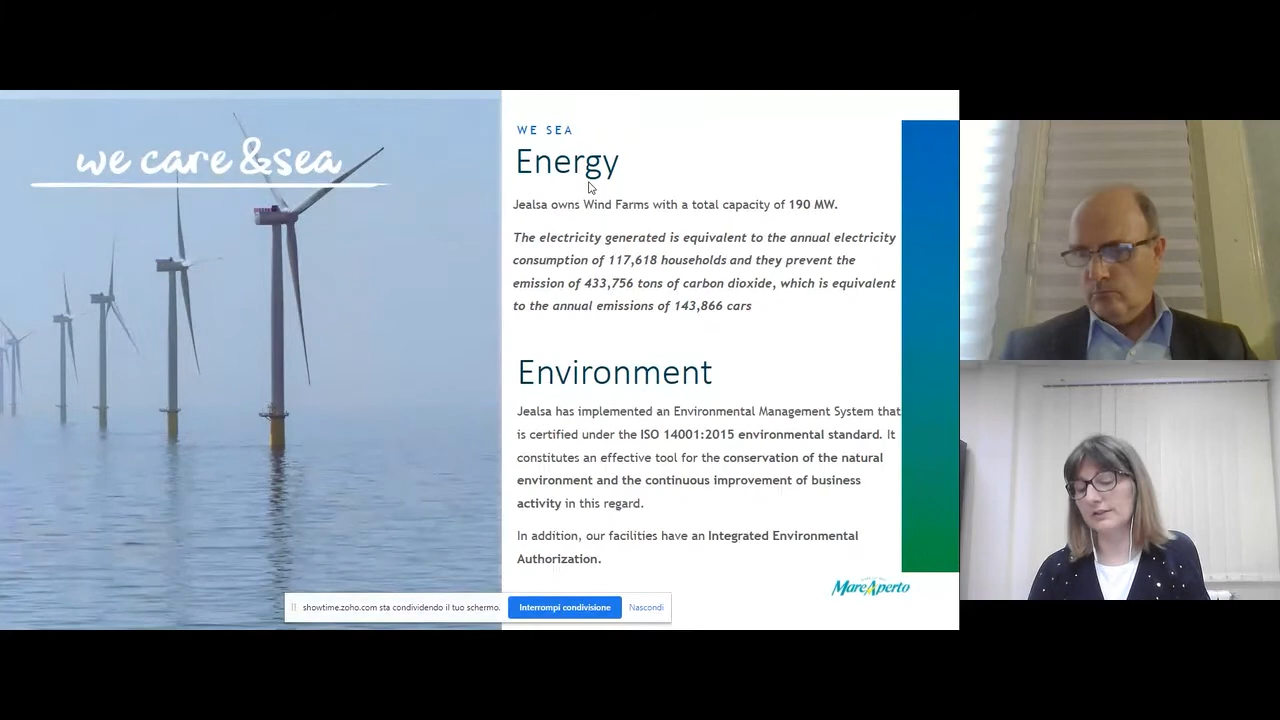 we care &sea
WE SEA
Energy
Jealsa owns Wind Farms with a total capacity of 190 MW.
The electricity generated is equivalent to the annual electricity
consumption of 117,618 households and they prevent the
emission of 433,756 tons of carbon dioxide, which is equivalent
to the annual emissions of 143,866 cars
Environment
Jealsa has implemented an Environmental Management System that
is certified under the ISO 14001:2015 environmental standard. It
constitutes an effective tool for the conservation of the natural
environment and the continuous improvement of business
activity in this regard.
In addition, our facilities have an Integrated Environmental
Authorization.
MareAperto
showtime.zoho.com sta condividendo il tuo schermo.
Interrompi condivisione
Nascondi